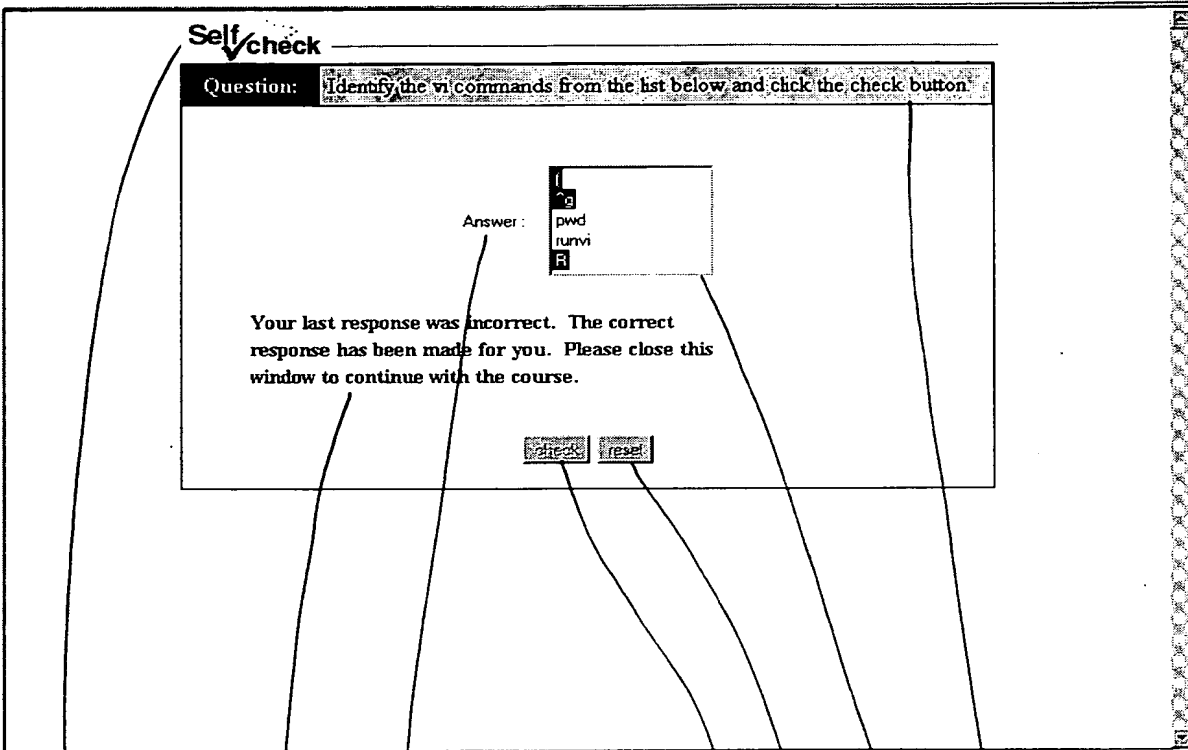 Self check
Question: Identify the vi commands from the list below and click the check button.
Answer :
^g
pwd
runvi
R
Your last response was incorrect. The correct
response has been made for you. Please close this
window to continue with the course.
check reset